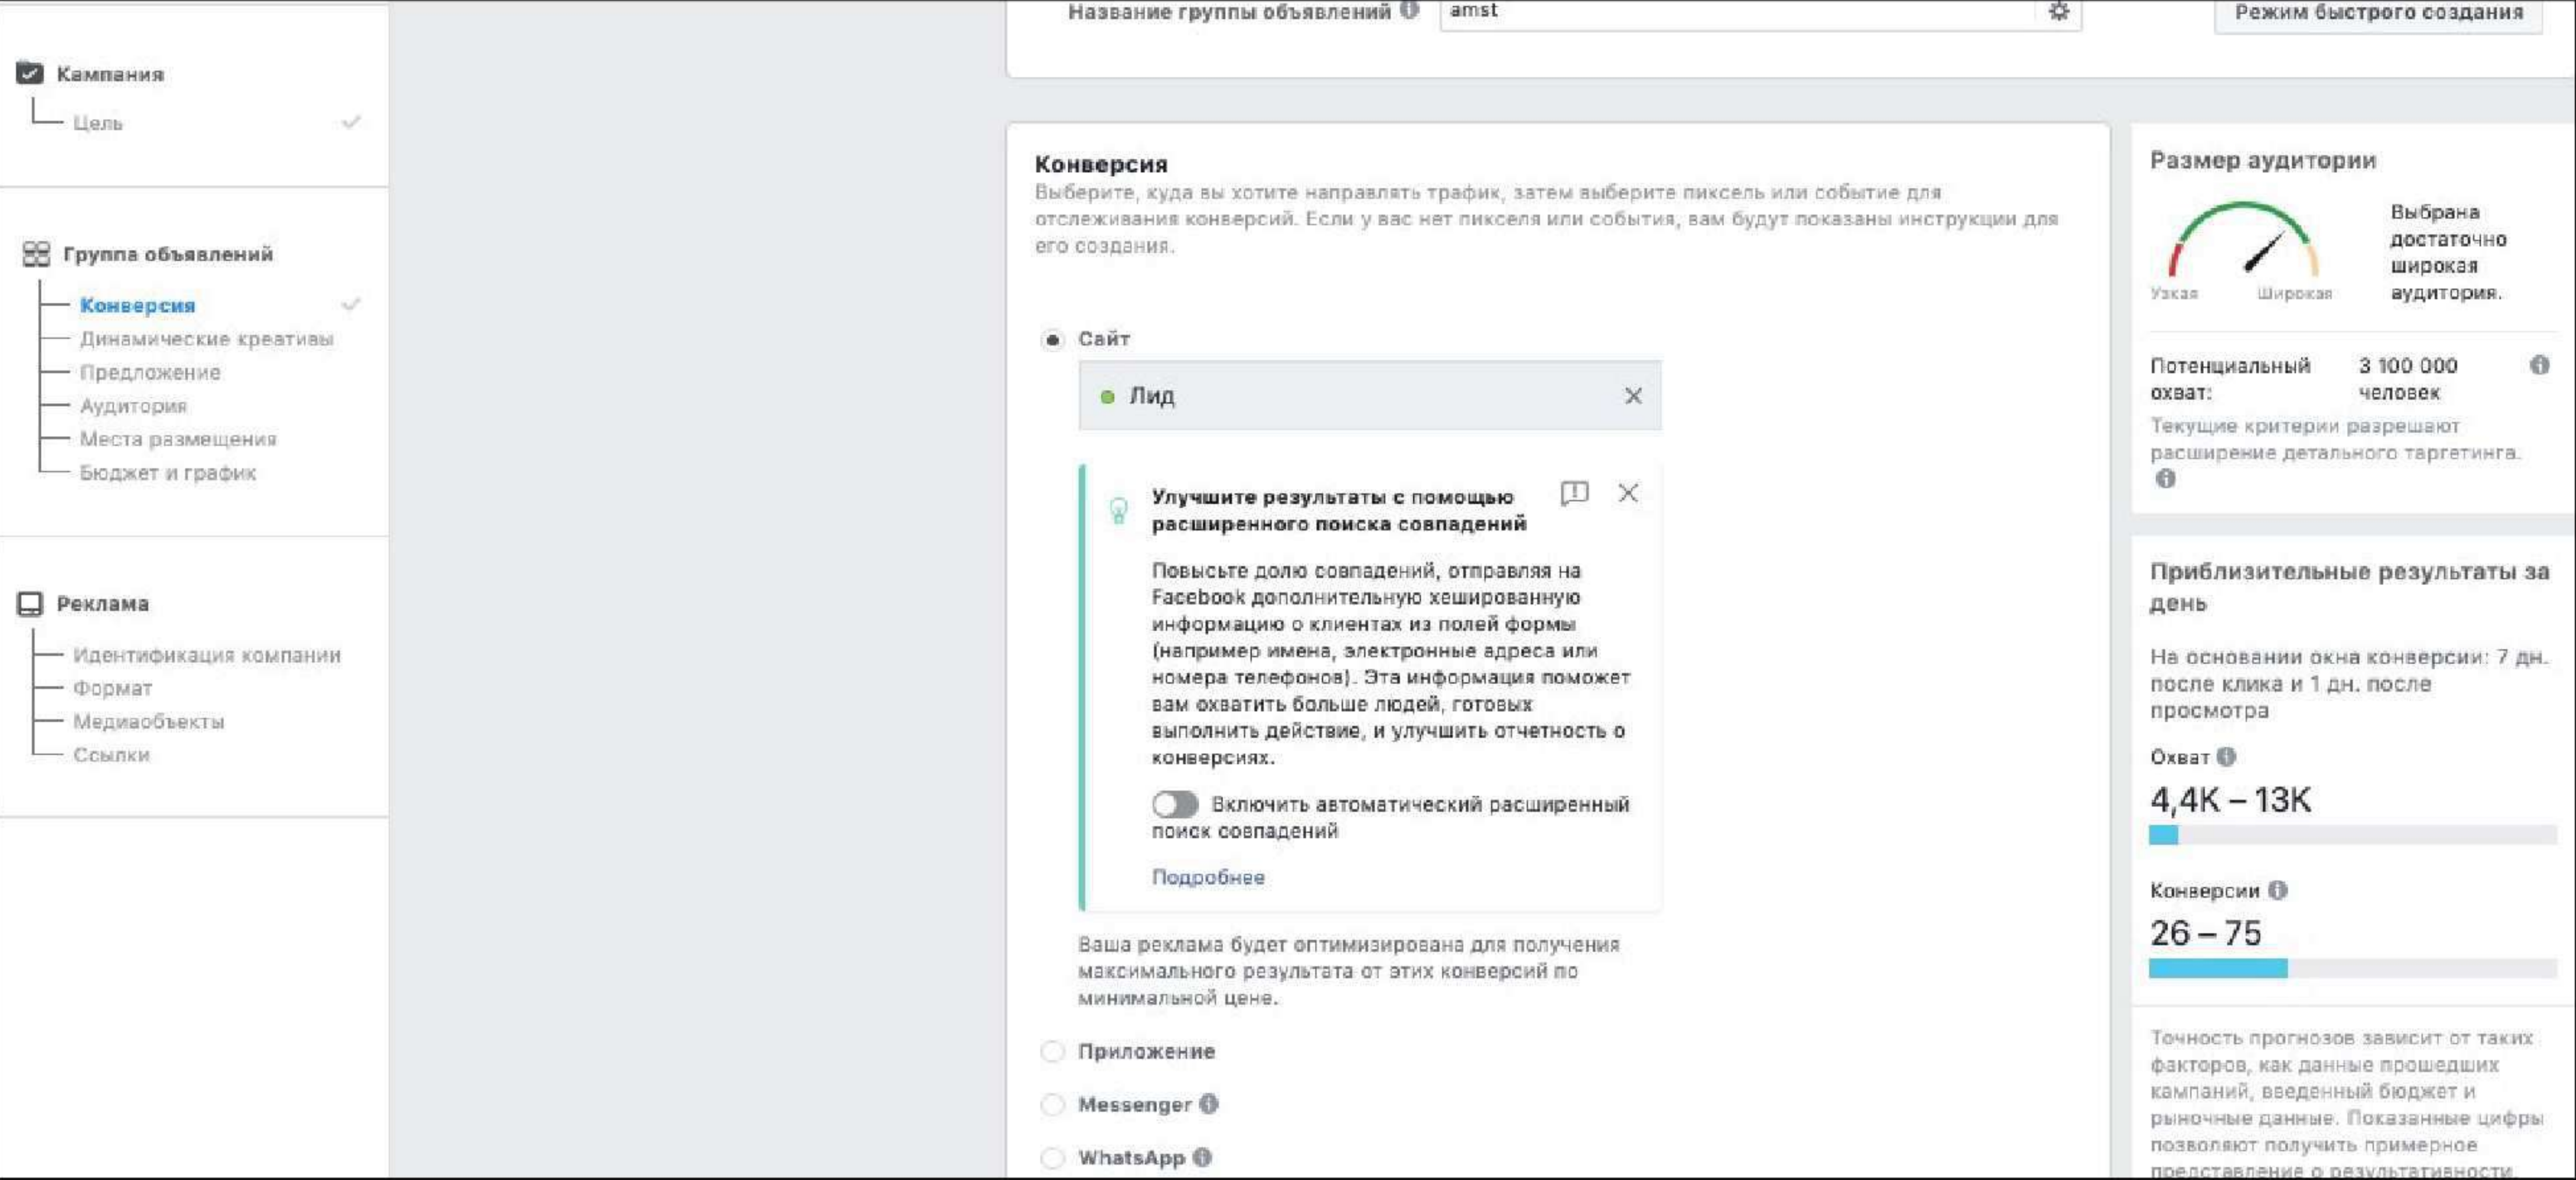 Название группы объявлений
amst
Режим быстрого создания
Кампания
Цель
Группа объявлений
Конверсия
Динамические креативы
Предложение
Аудитория
Места размещения
Бюджет и график
Реклама
Идентификация компании
Формат
Медиаобъекты
Ссылки
Конверсия
Выберите, куда вы хотите направлять трафик, затем выберите пиксель или событие для
отслеживания конверсий. Если у вас нет пикселя или события, вам будут показаны инструкции для
его создания.
Сайт
Лид
Улучшите результаты с помощью
расширенного поиска совпадений
Повысьте долю совпадений, отправляя на
Facebook дополнительную хешированную
информацию о клиентах из полей формы
(например имена, электронные адреса или
номера телефонов). Эта информация поможет
вам охватить больше людей, готовых
выполнить действие, и улучшить отчетность о
конверсиях.
Включить автоматический расширенный
поиск совпадений
Подробнее
Ваша реклама будет оптимизирована для получения
максимального результата от этих конверсий по
минимальной цене.
Приложение
Messenger
WhatsApp
Размер аудитории
Узкая
Широкая
Выбрана
достаточно
широкая
аудитория.
Потенциальный
охват:
3 100 000
человек
Текущие критерии разрешают
расширение детального таргетинга.
Приблизительные результаты за
день
На основании окна конверсии: 7 дн.
после клика и 1 дн. после
просмотра
Охват
4,4K – 13K
Конверсии
26 – 75
Точность прогнозов зависит от таких
факторов, как данные прошедших
кампаний, введенный бюджет и
рыночные данные. Показанные цифры
позволяют получить примерное
представление о результативности,